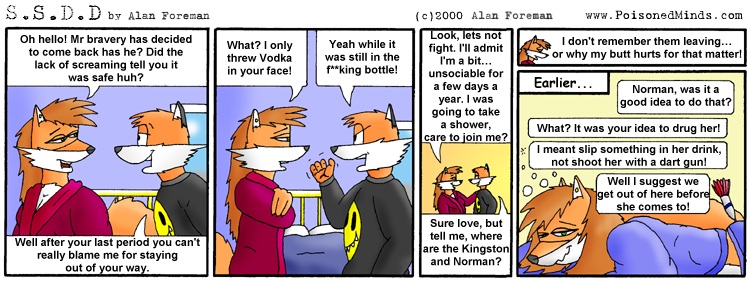 S.S.D.D by Alan Foreman
(c)2000 Alan Foreman
www.PoisonedMinds.com
Oh hello! Mr bravery has decided
to come back has he? Did the
lack of screaming tell you it
was safe huh?
Well after your last period you can't
really blame me for staying
out of your way.
What? I only
threw Vodka
in your face!
Yeah while it
was still in the
f**king bottle!
Look, lets not
fight. I'll admit
I'm a bit...
unsociable for
a few days a
year. I was
going to take
a shower,
care to join me?
Sure love, but
tell me, where
are the Kingston
and Norman?
I don't remember them leaving...
or why my butt hurts for that matter!
Earlier...
Norman, was it a
good idea to do that?
What? It was your idea to drug her!
I meant slip something in her drink,
not shoot her with a dart gun!
Well I suggest we
get out of here before
she comes to!